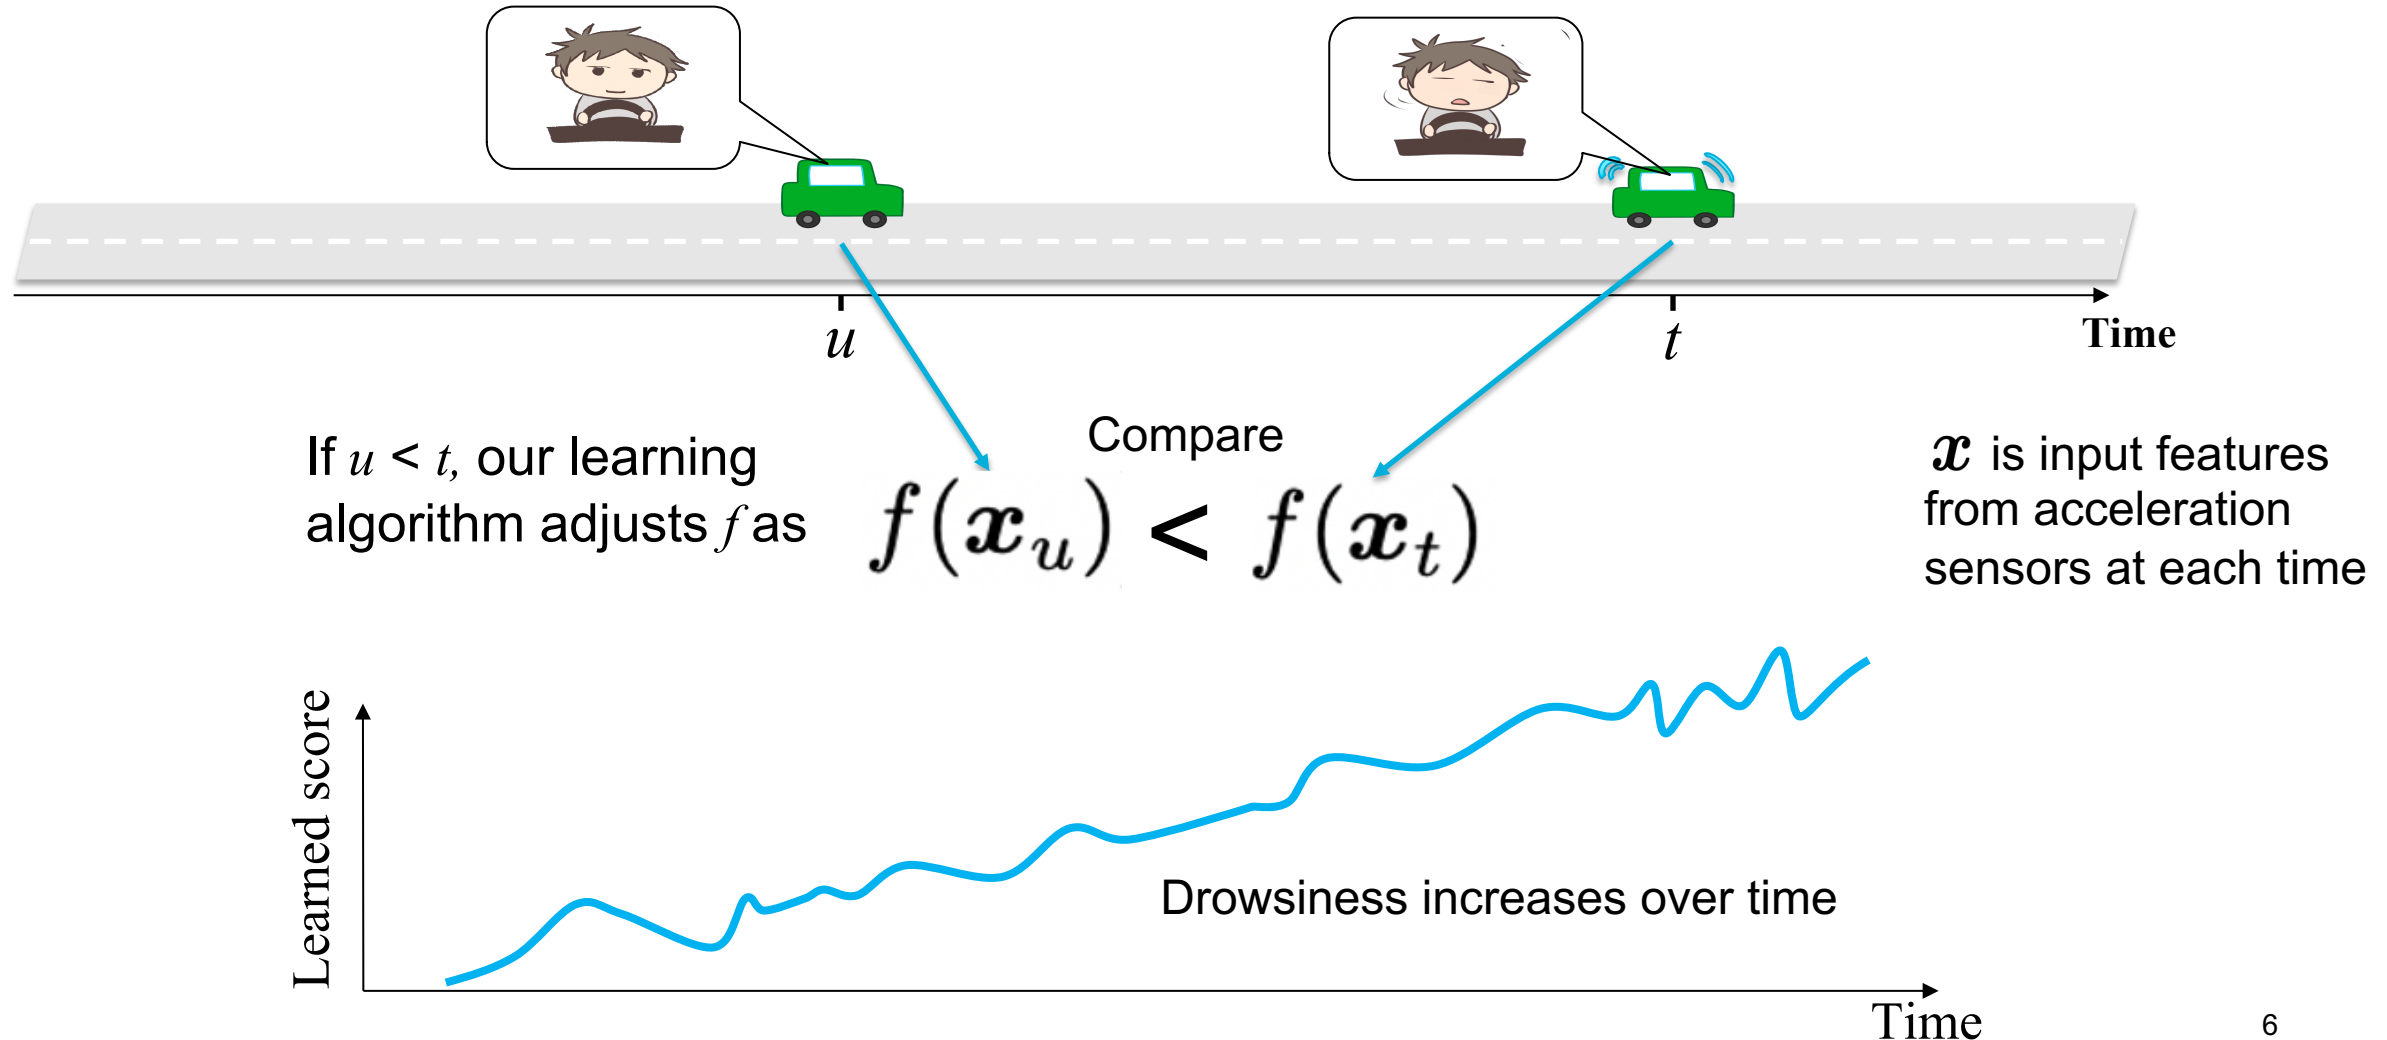 u
t
Time
Compare
If u < t, our learning
algorithm adjusts f as
f(x_u) < f(x_t)
x is input features
from acceleration
sensors at each time
Learned score
Drowsiness increases over time
Time
6